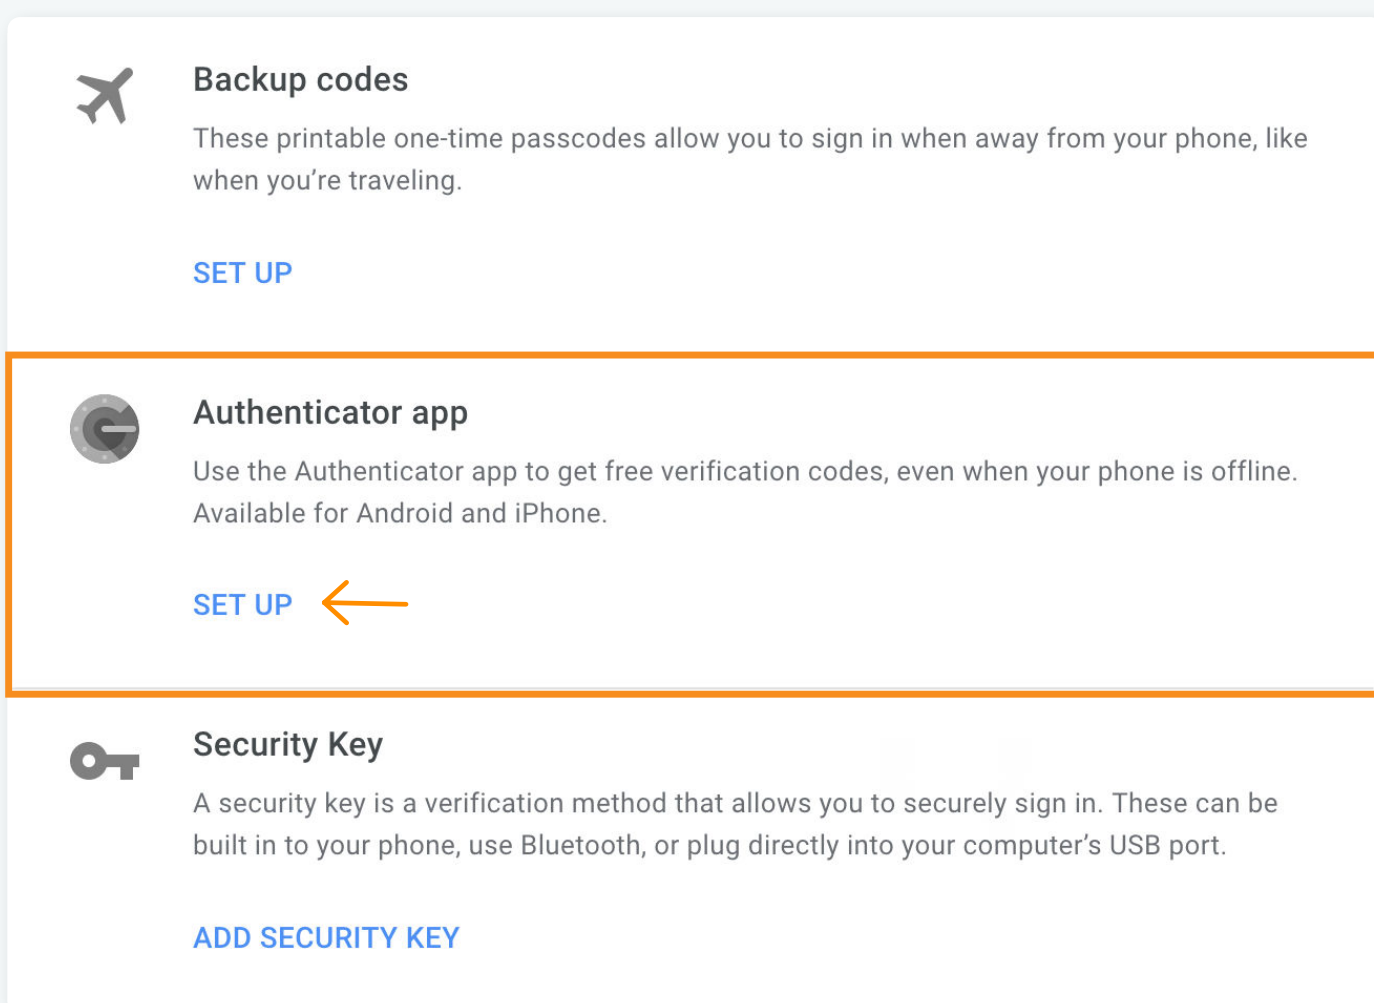 Backup codes
These printable one-time passcodes allow you to sign in when away from your phone, like
when you’re traveling.
SET UP
Authenticator app
Use the Authenticator app to get free verification codes, even when your phone is offline.
Available for Android and iPhone.
SET UP
Security Key
A security key is a verification method that allows you to securely sign in. These can be
built in to your phone, use Bluetooth, or plug directly into your computer’s USB port.
ADD SECURITY KEY